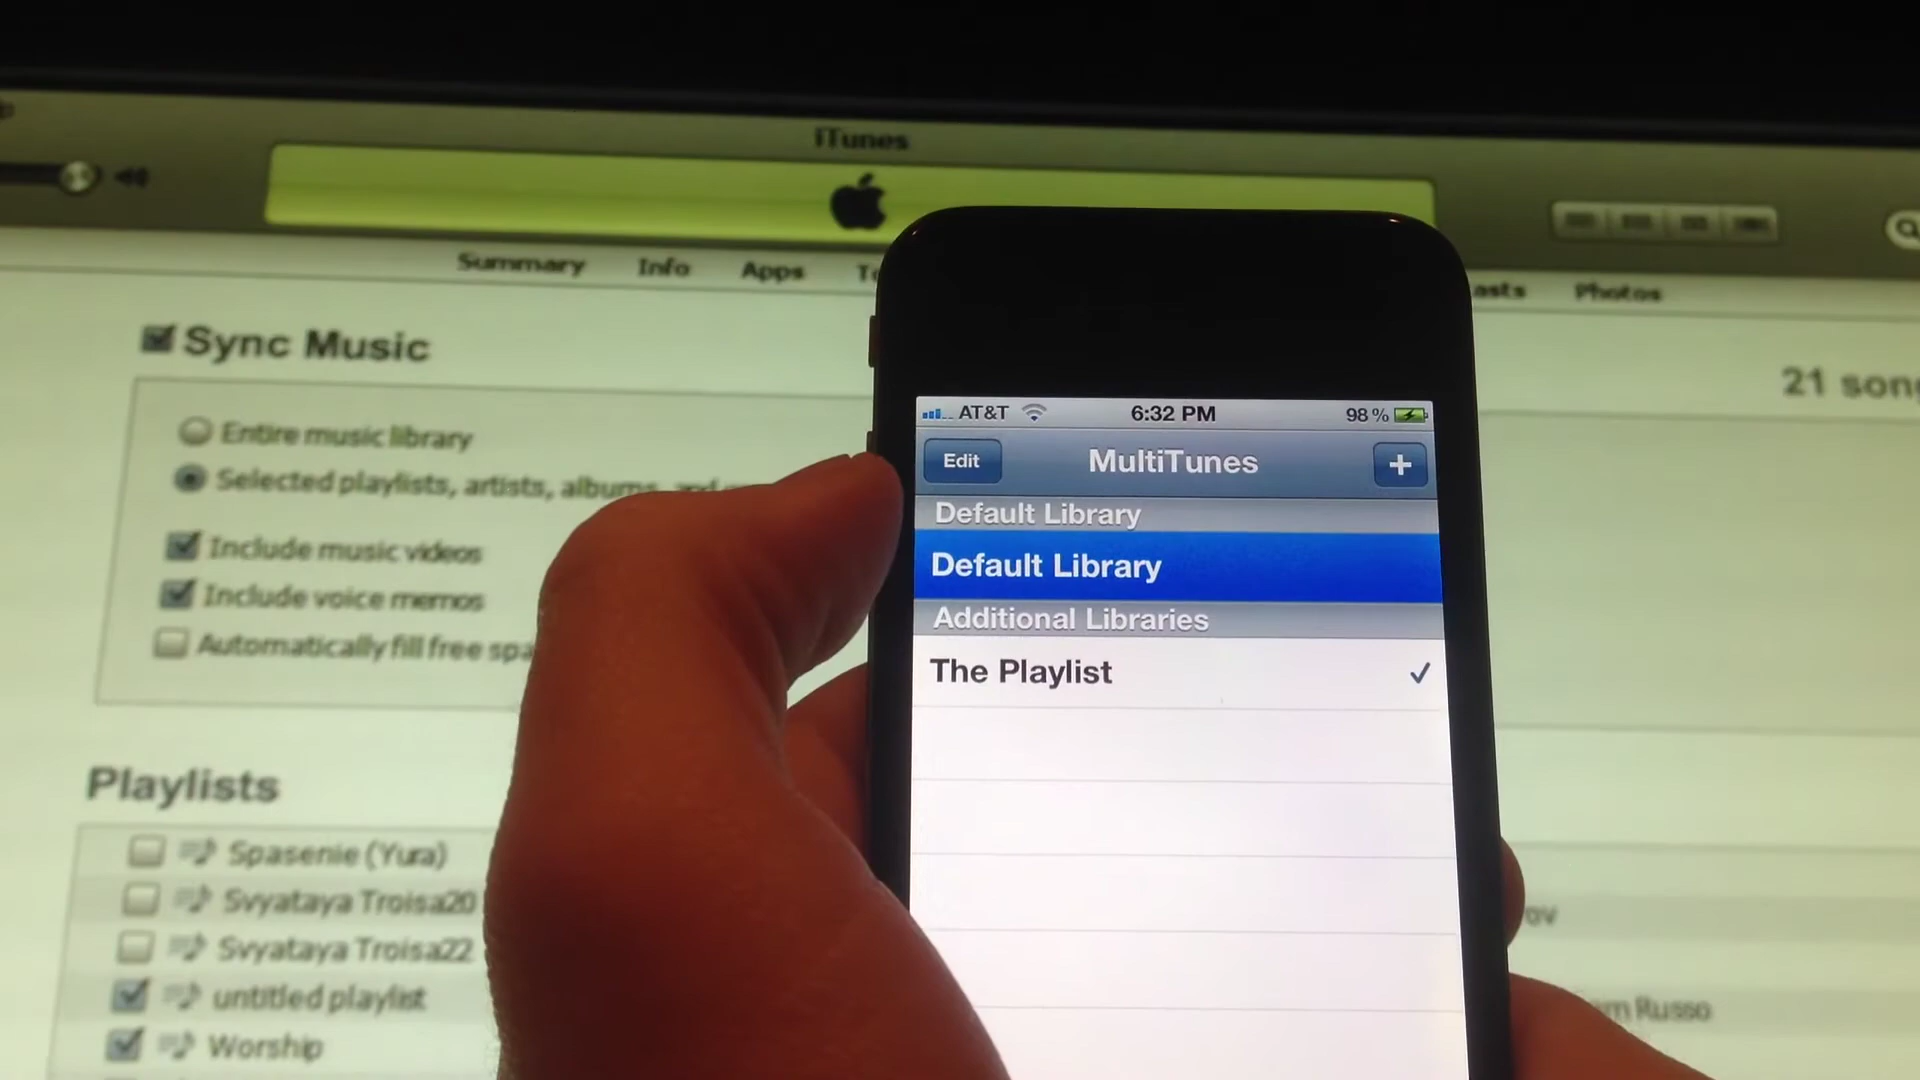 iTunes
Summary Info Apps
Photos
Sync Music
21
Entire music library
Selected playlists, artists, albums,
Include music videos
Include voice memos
Automatically fill free
Playlists
Spasenie (Yura)
Svyataya Troisa20
Svyataya Troisa22
untitled playlist
Worship
Russo
AT&T 6:32 PM 98%
Edit MultiTunes +
Default Library
Default Library
Additional Libraries
The Playlist